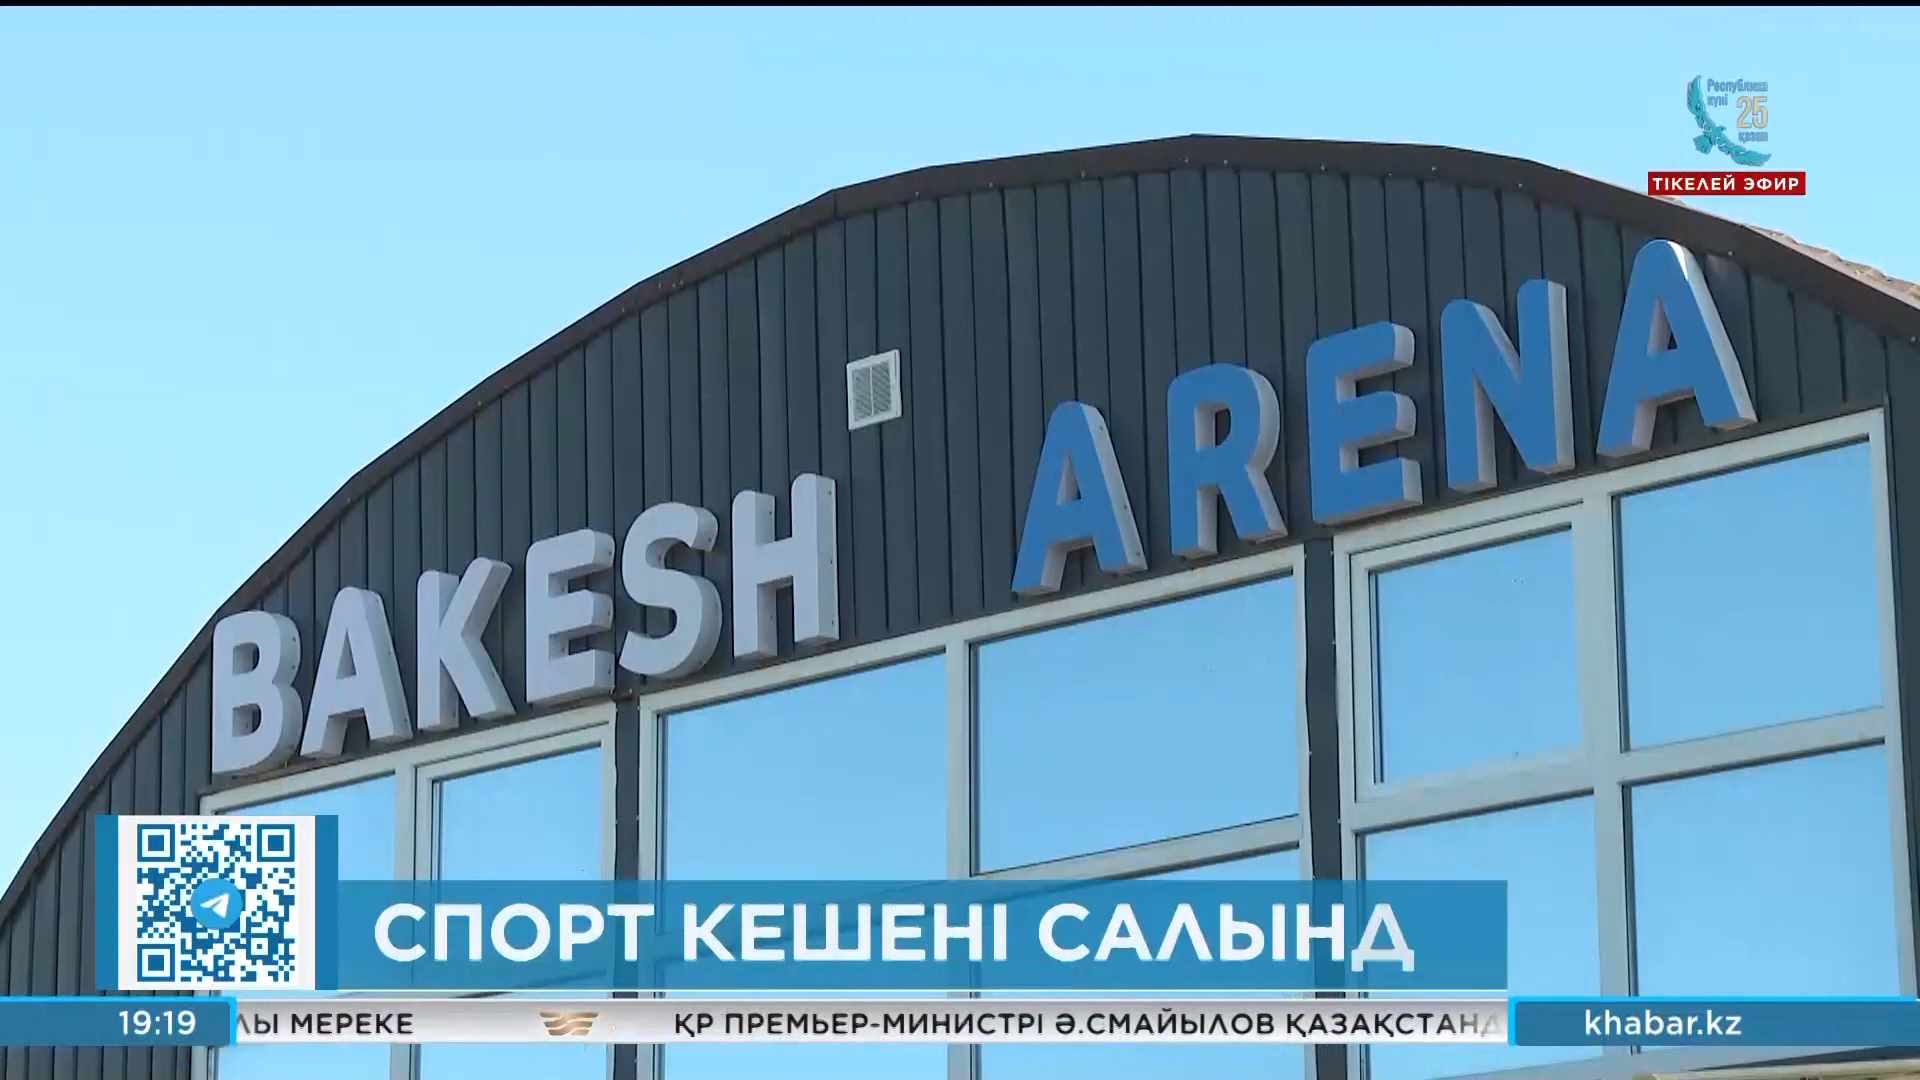 Республика
күні 25
қазан
ТІКЕЛЕЙ ЭФИР
BAKESH ARENA
СПОРТ КЕШЕНІ САЛЫНД
19:19
ЛЫ МЕРЕКЕ
ҚР ПРЕМЬЕР-МИНИСТРІ Ә.СМАЙЫЛОВ ҚАЗАҚСТАНД
khabar.kz